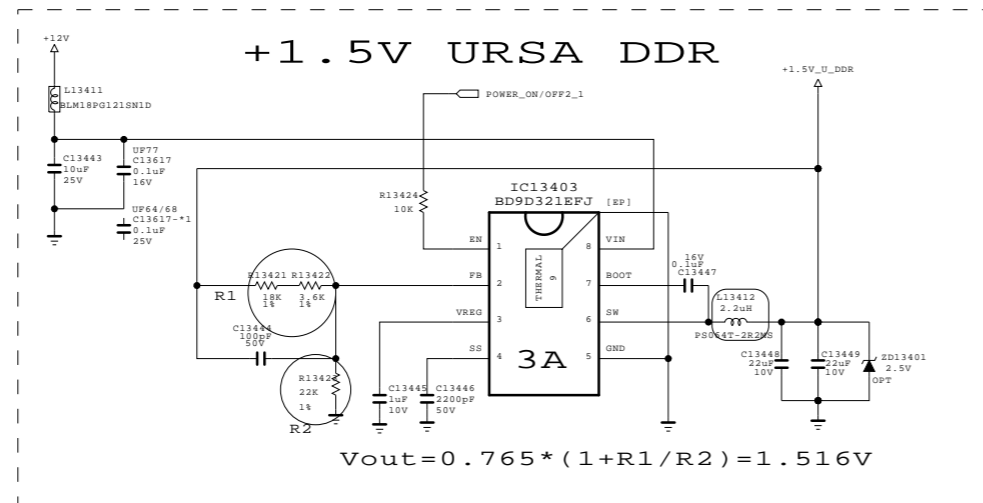 +12V
+1.5V URSA DDR
+1.5V_U_DDR
L13411
BLM18PG121SN1D
POWER_ON/OFF2_1
C13443
10uF
25V
UF77
C13617
0.1uF
16V
UF64/68
C13617-*1
0.1uF
25V
R13424
10K
IC13403
BD9D321EFJ
[EP]
EN
1
8
VIN
THERMAL
9
16V
0.1uF
C13447
FB
2
7
BOOT
R13421
R13422
18K
3.6K
1%
1%
R1
VREG
3
6
SW
L13412
2.2uH
PS064T-2R2MS
C13444
100pF
50V
SS
4
5
GND
3A
C13448
22uF
10V
C13449
22uF
10V
ZD13401
2.5V
OPT
22K
1%
R2
C13445
1uF
10V
C13446
2200pF
50V
Vout=0.765*(1+R1/R2)=1.516V